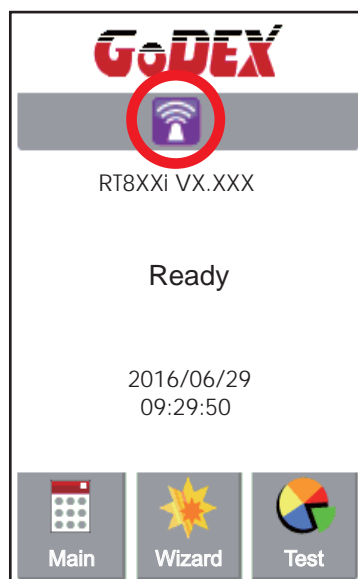 GoDEX
RT8XXi VX.XXX
Ready
2016/06/29
09:29:50
Main Wizard Test